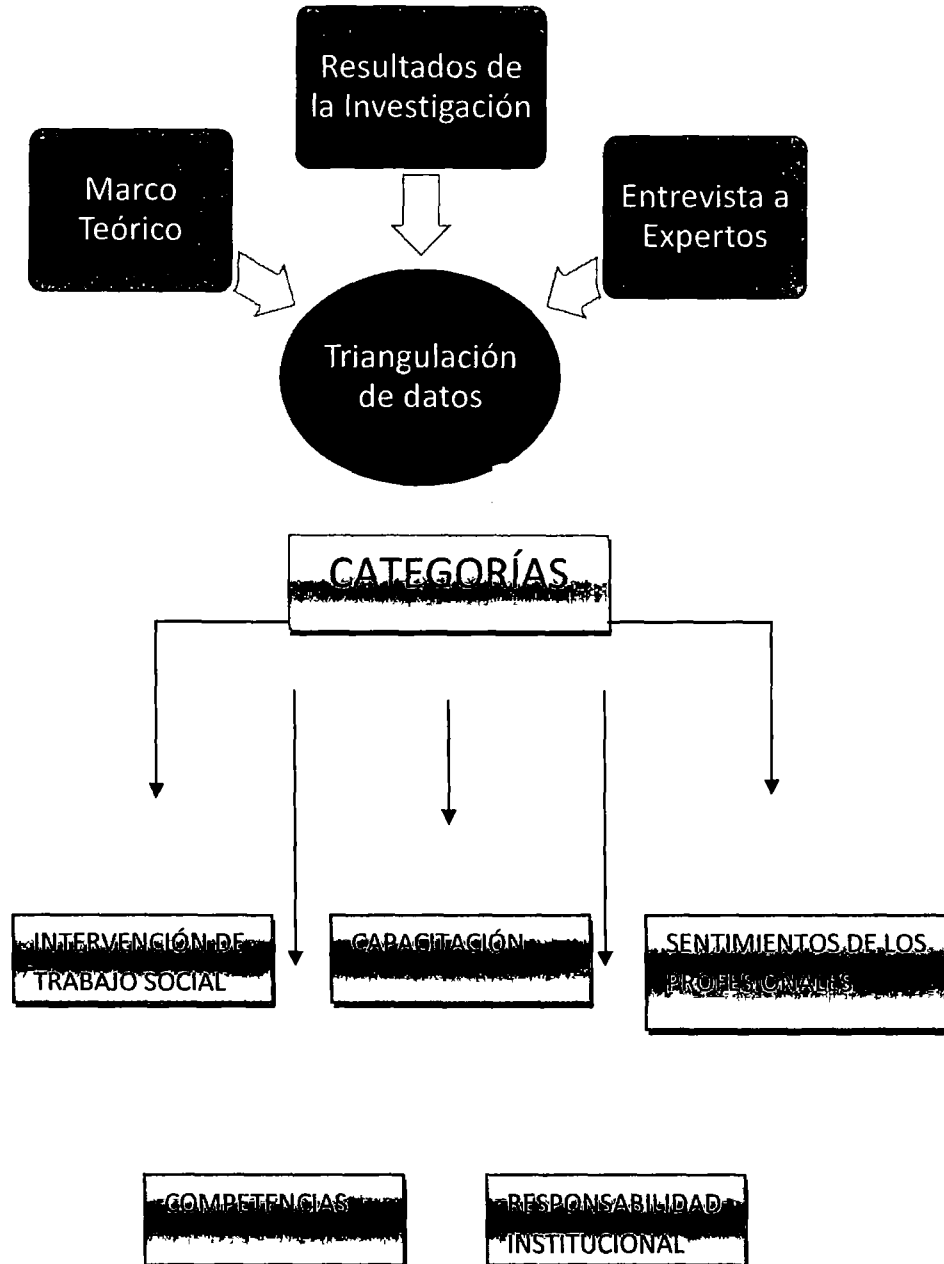 Resultados de
la Investigación
Marco
Teórico
Entrevista a
Expertos
Triangulación
de datos
CATEGORÍAS
INTERVENCIÓN DE
TRABAJO SOCIAL
CAPACITACIÓN
SENTIMIENTOS DE LOS
PROFESIONALES
COMPETENCIAS
RESPONSABILIDAD
INSTITUCIONAL